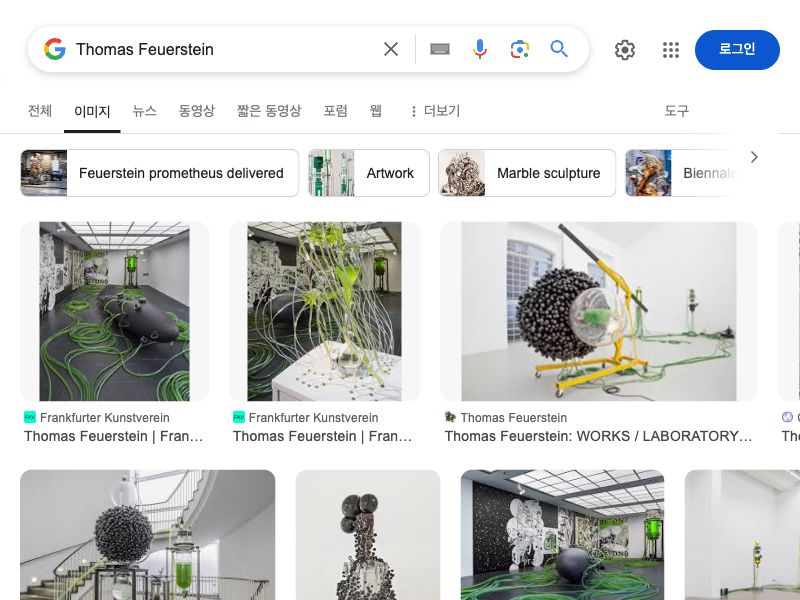 Thomas Feuerstein
로그인
전체 이미지 뉴스 동영상 짧은 동영상 포럼 웹 더보기 도구
Feuerstein prometheus delivered Artwork Marble sculpture Biennale
Frankfurter Kunstverein Frankfurter Kunstverein Thomas Feuerstein
Thomas Feuerstein | Fran... Thomas Feuerstein | Fran... Thomas Feuerstein: WORKS / LABORATORY...